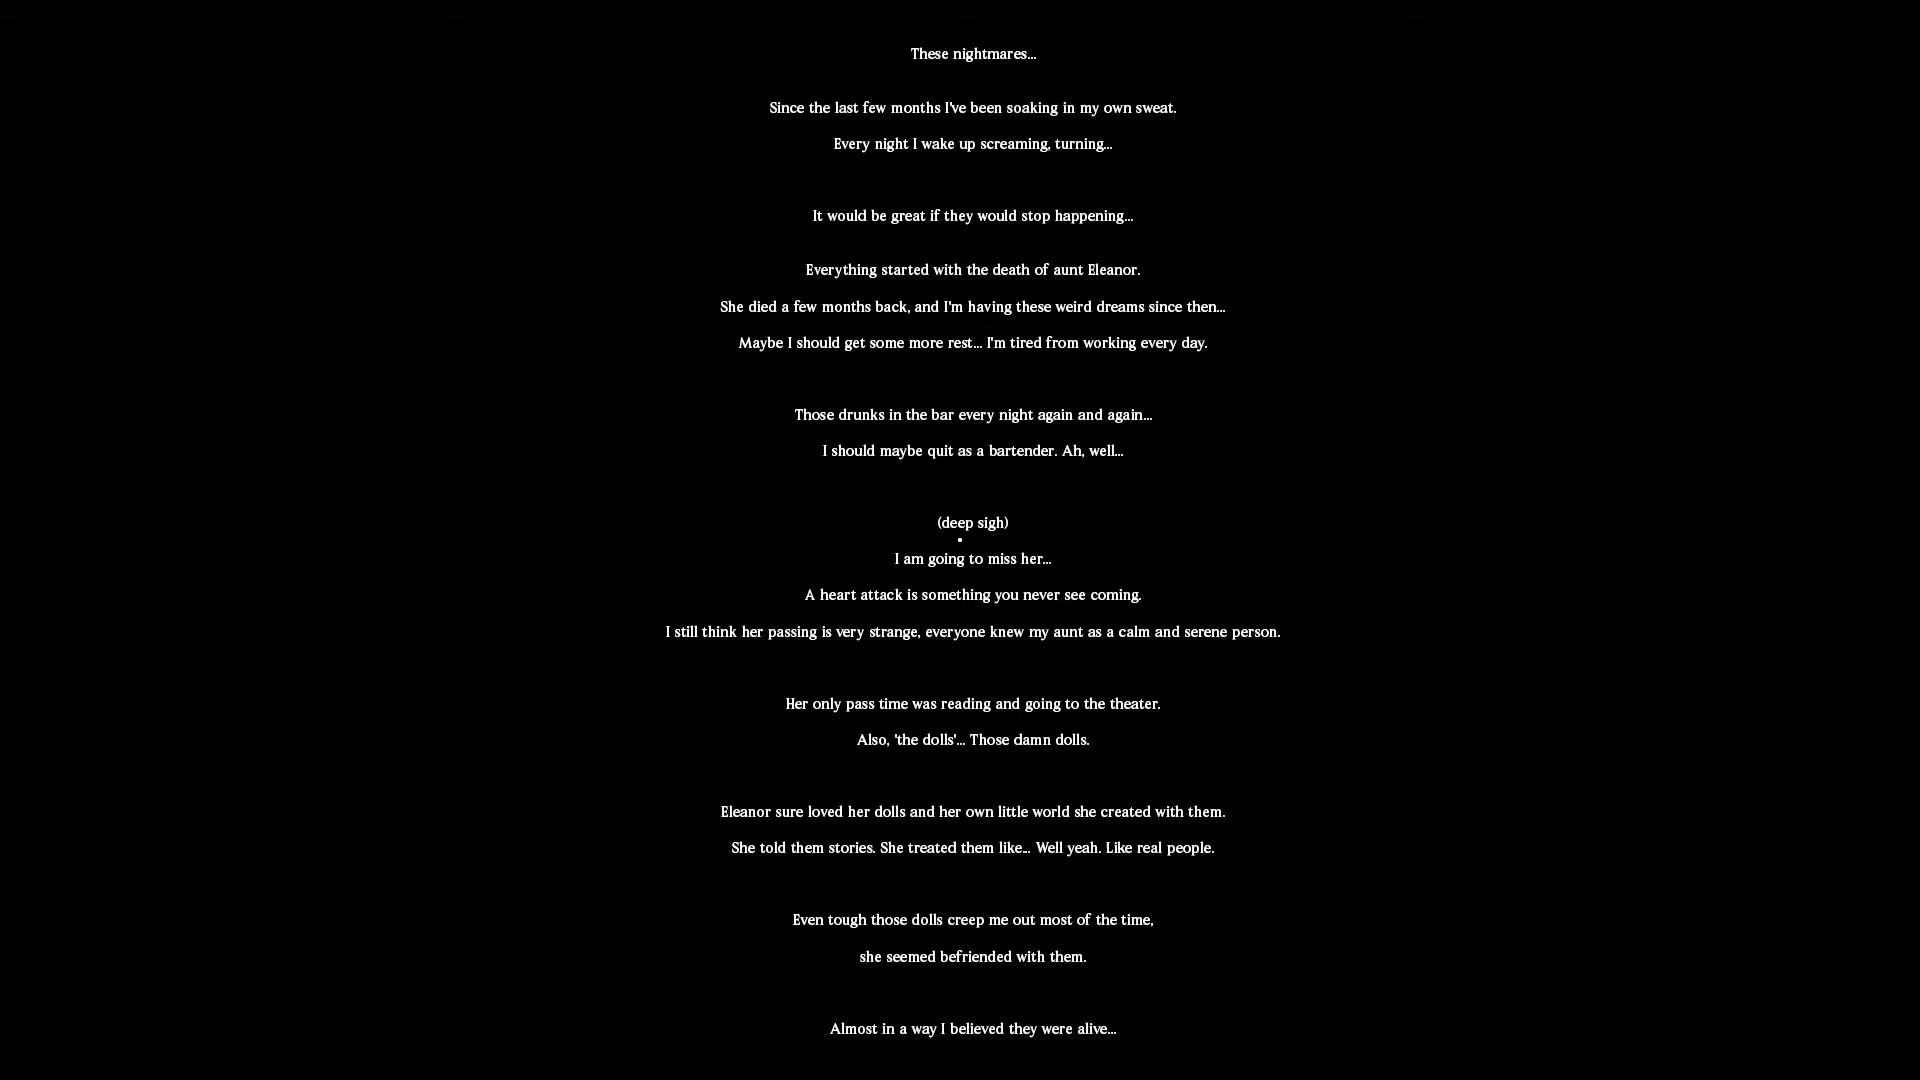 These nightmares...
Since the last few months I've been soaking in my own sweat.
Every night I wake up screaming, turning...
It would be great if they would stop happening...
Everything started with the death of aunt Eleanor.
She died a few months back, and I'm having these weird dreams since then...
Maybe I should get some more rest... I'm tired from working every day.
Those drunks in the bar every night again and again...
I should maybe quit as a bartender. Ah, well...
(deep sigh)
I am going to miss her...
A heart attack is something you never see coming.
I still think her passing is very strange, everyone knew my aunt as a calm and serene person.
Her only pass time was reading and going to the theater.
Also, 'the dolls'... Those damn dolls.
Eleanor sure loved her dolls and her own little world she created with them.
She told them stories. She treated them like... Well yeah. Like real people.
Even tough those dolls creep me out most of the time,
she seemed befriended with them.
Almost in a way I believed they were alive...